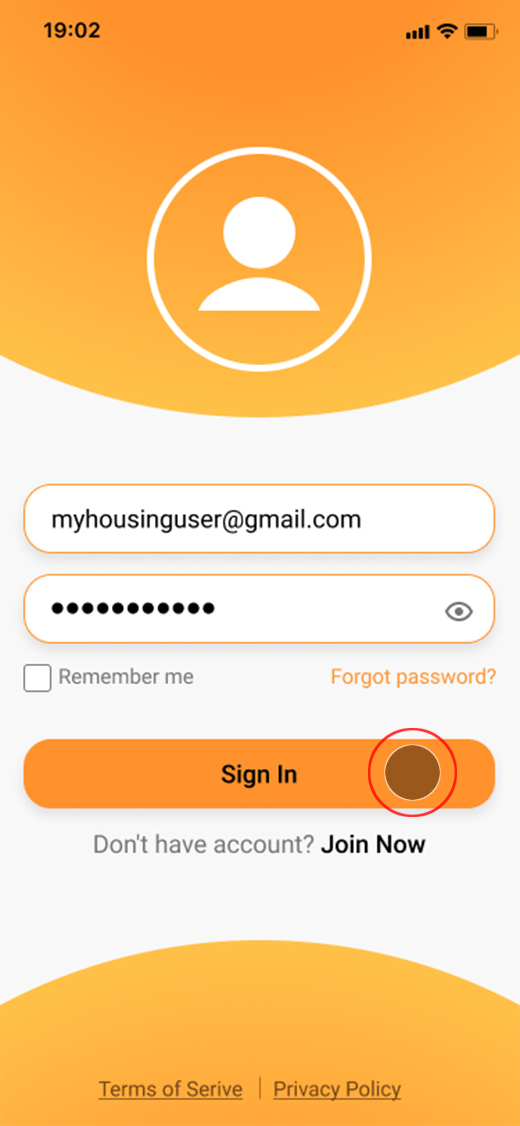 19:02
myhousinguser@gmail.com
•••••••••••
Remember me Forgot password?
Sign In
Don't have account? Join Now
Terms of Serive | Privacy Policy